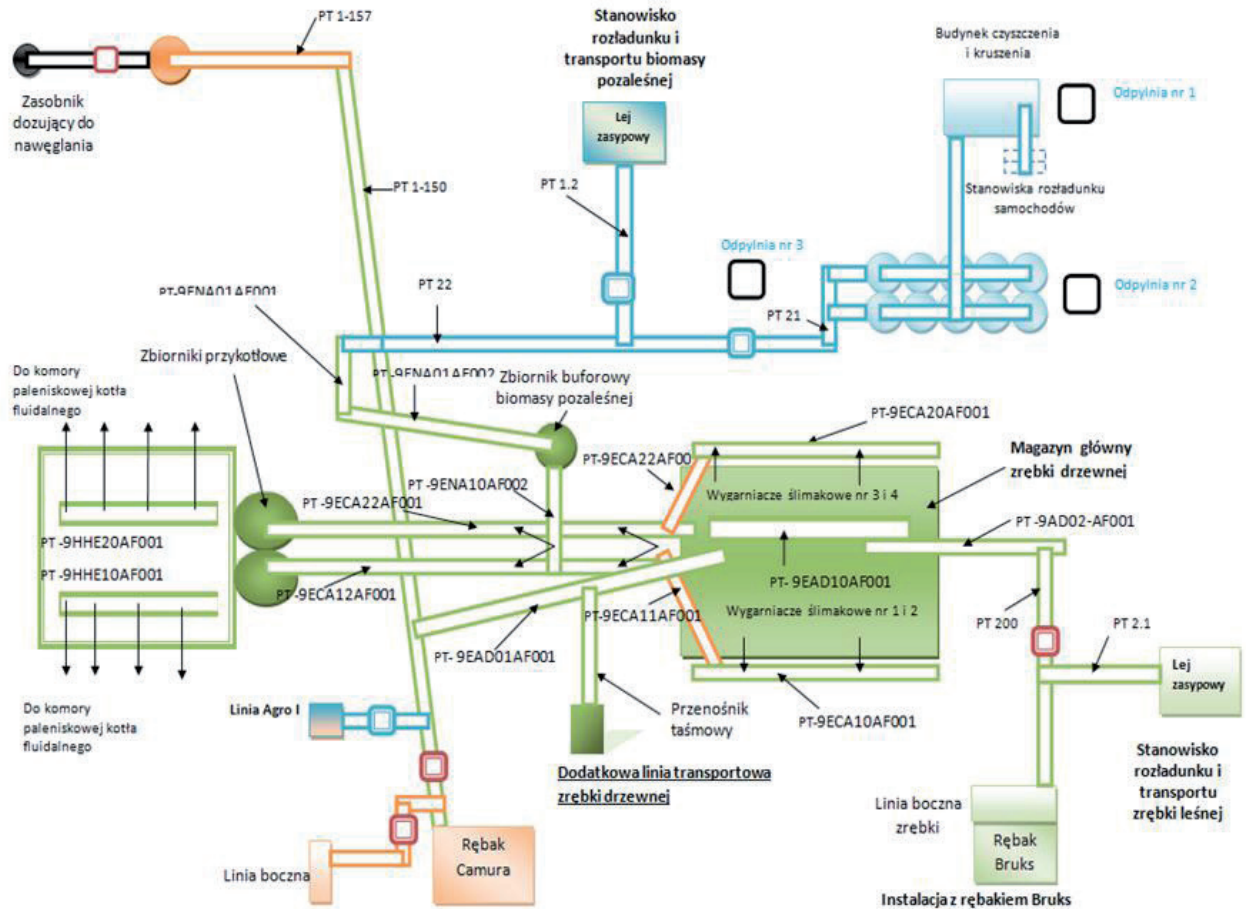 PT 1-157
Zasobnik
dozujący do
nawęglania
PT 1-150
Stanowisko
rozładunku i
transportu biomasy
pozaleśnej
Lej
zasypowy
PT 1.2
Budynek czyszczenia
i kruszenia
Odpylnia nr 1
Stanowiska rozładunku
samochodów
Odpylnia nr 3
Odpylnia nr 2
PT 21
PT 22
PT-9ENA01AF001
Zbiorniki przykotłowe
PT -9ENA01AF002
Zbiornik buforowy
biomasy pozaleśnej
Do komory
paleniskowej kotła
fluidalnego
PT-9ECA20AF001
PT-9ECA22AF00
Magazyn główny
zrębki drzewnej
Wygarniacze ślimakowe nr 3 i 4
PT -9ECA22AF001
PT-9ENA10AF002
PT -9AD02-AF001
PT -9HHE20AF001
PT -9HHE10AF001
PT- 9EAD10AF001
PT -9ECA12AF001
PT-9ECA11AF001
Wygarniacze ślimakowe nr 1 i 2
PT 200
PT 2.1
PT- 9EAD01AF001
Lej
zasypowy
Do komory
paleniskowej kotła
fluidalnego
Linia Agro I
Przenośnik
taśmowy
PT-9ECA10AF001
Dodatkowa linia transportowa
zrębki drzewnej
Stanowisko
rozładunku i
transportu
zrębki leśnej
Linia boczna
zrębki
Rębak
Bruks
Instalacja z rębakiem Bruks
Rębak
Camura
Linia boczna